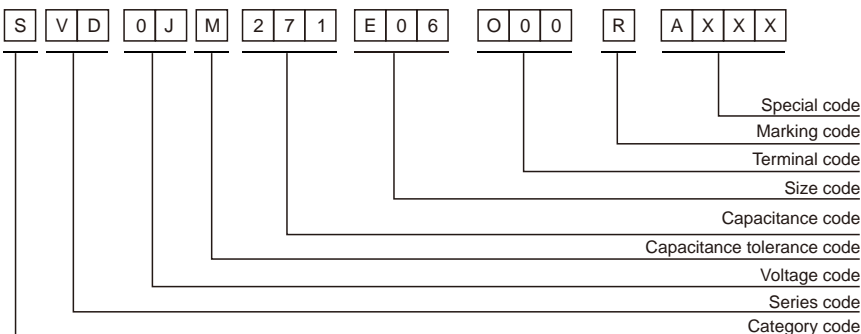 S V D 0 J M 2 7 1 E 0 6 O 0 0 R A X X X
Special code
Marking code
Terminal code
Size code
Capacitance code
Capacitance tolerance code
Voltage code
Series code
Category code